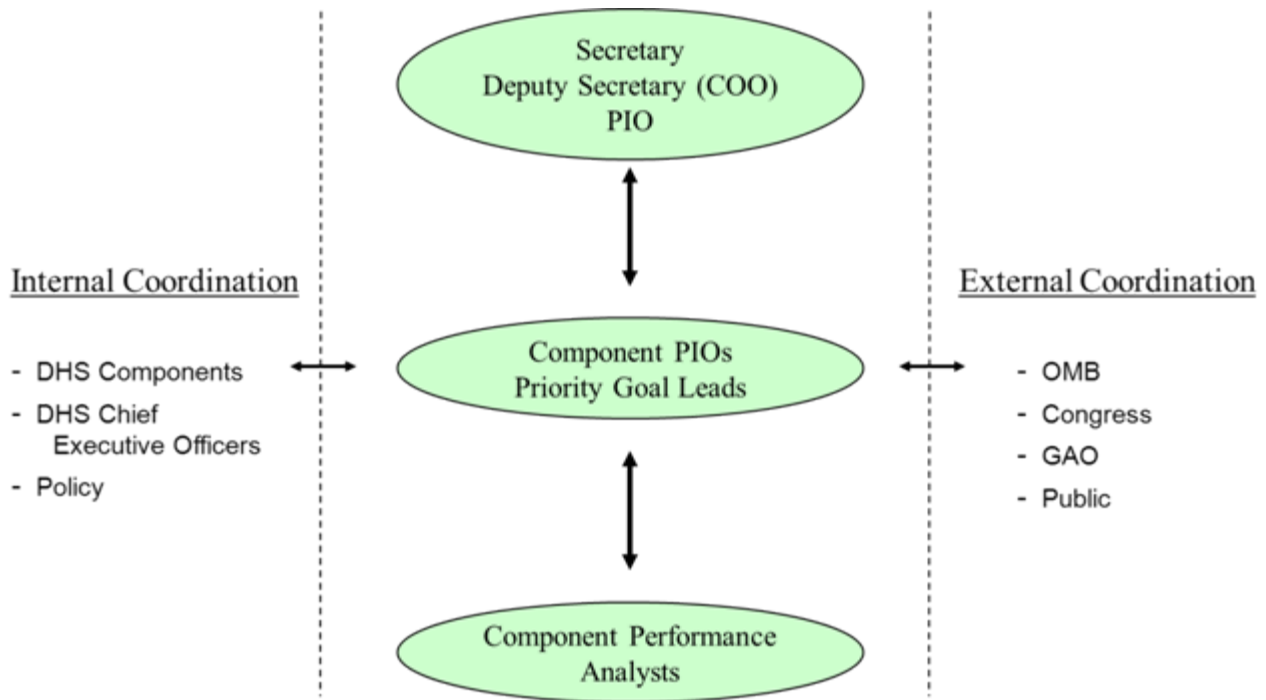 Secretary
Deputy Secretary (COO)
PIO
Internal Coordination
- DHS Components
- DHS Chief
Executive Officers
- Policy
Component PIOs
Priority Goal Leads
External Coordination
- OMB
- Congress
- GAO
- Public
Component Performance
Analysts